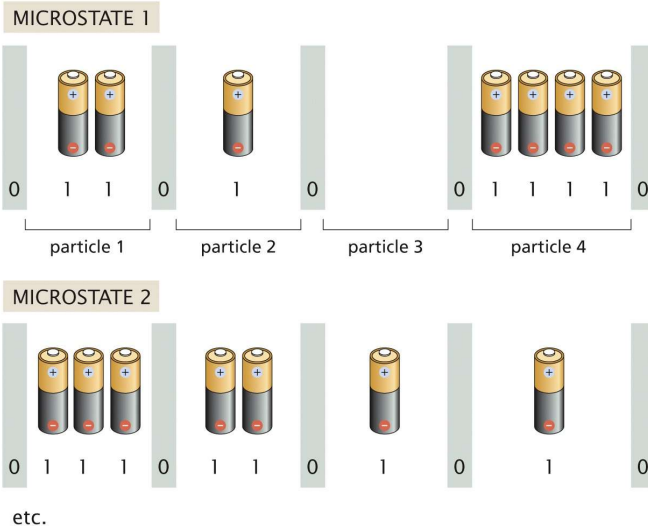 MICROSTATE 1
0 1 1 0 1 0 0 1 1 1 1 0
particle 1 particle 2 particle 3 particle 4
MICROSTATE 2
0 1 1 1 0 1 1 0 1 0 1 0
etc.